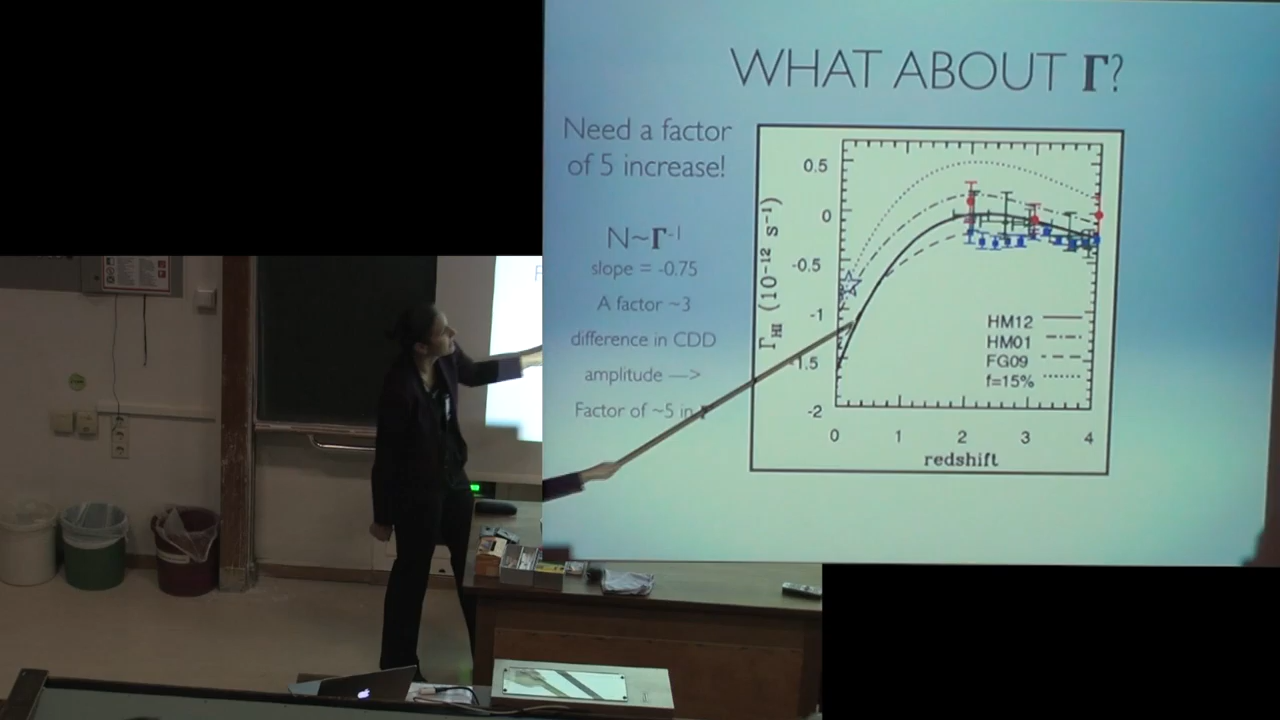 WHAT ABOUT Γ?
Need a factor
of 5 increase!
N~Γ⁻¹
slope = -0.75
A factor ~3
difference in CDD
amplitude —>
Factor of ~5 in Γ
Γ_HI (10⁻¹² s⁻¹)
0.5
0
-0.5
-1
-1.5
-2
HM12
HM01
FG09
f=15%
0 1 2 3 4
redshift